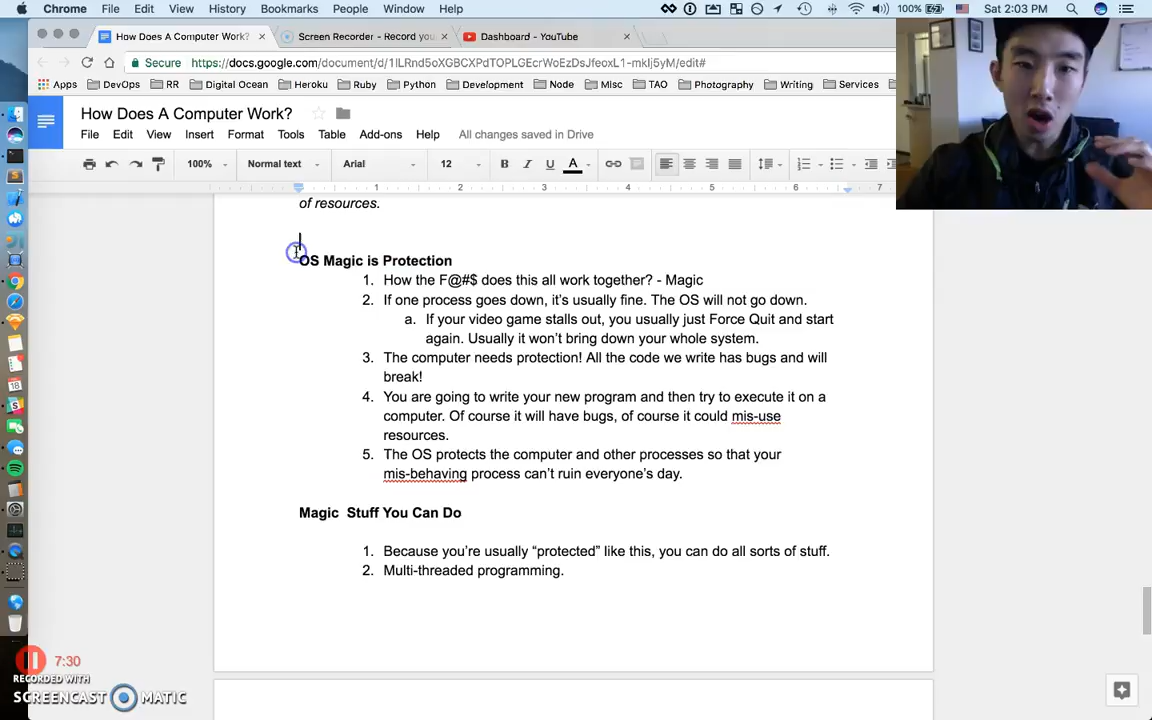 Chrome File Edit View History Bookmarks People Window Help 100% Sat 2:03 PM
How Does A Computer Work? Screen Recorder - Record you Dashboard - YouTube
Secure https://docs.google.com/document/d/1ILRnd5oXGBCXPdTOPLGEcrWoEzDsJfeoxL1-mkIj5yM/edit#
Apps DevOps RR Digital Ocean Heroku Ruby Python Development Node Misc TAO Photography Writing Services
How Does A Computer Work?
File Edit View Insert Format Tools Table Add-ons Help All changes saved in Drive
100% Normal text Arial 12 B I U A
1 2 3 4 5 6 7
of resources.
OS Magic is Protection
1. How the F@#$ does this all work together? - Magic
2. If one process goes down, it's usually fine. The OS will not go down.
a. If your video game stalls out, you usually just Force Quit and start
again. Usually it won't bring down your whole system.
3. The computer needs protection! All the code we write has bugs and will
break!
4. You are going to write your new program and then try to execute it on a
computer. Of course it will have bugs, of course it could mis-use
resources.
5. The OS protects the computer and other processes so that your
mis-behaving process can't ruin everyone's day.
Magic  Stuff You Can Do
1. Because you're usually “protected” like this, you can do all sorts of stuff.
2. Multi-threaded programming.
7:30
RECORDED WITH
SCREENCAST MATIC